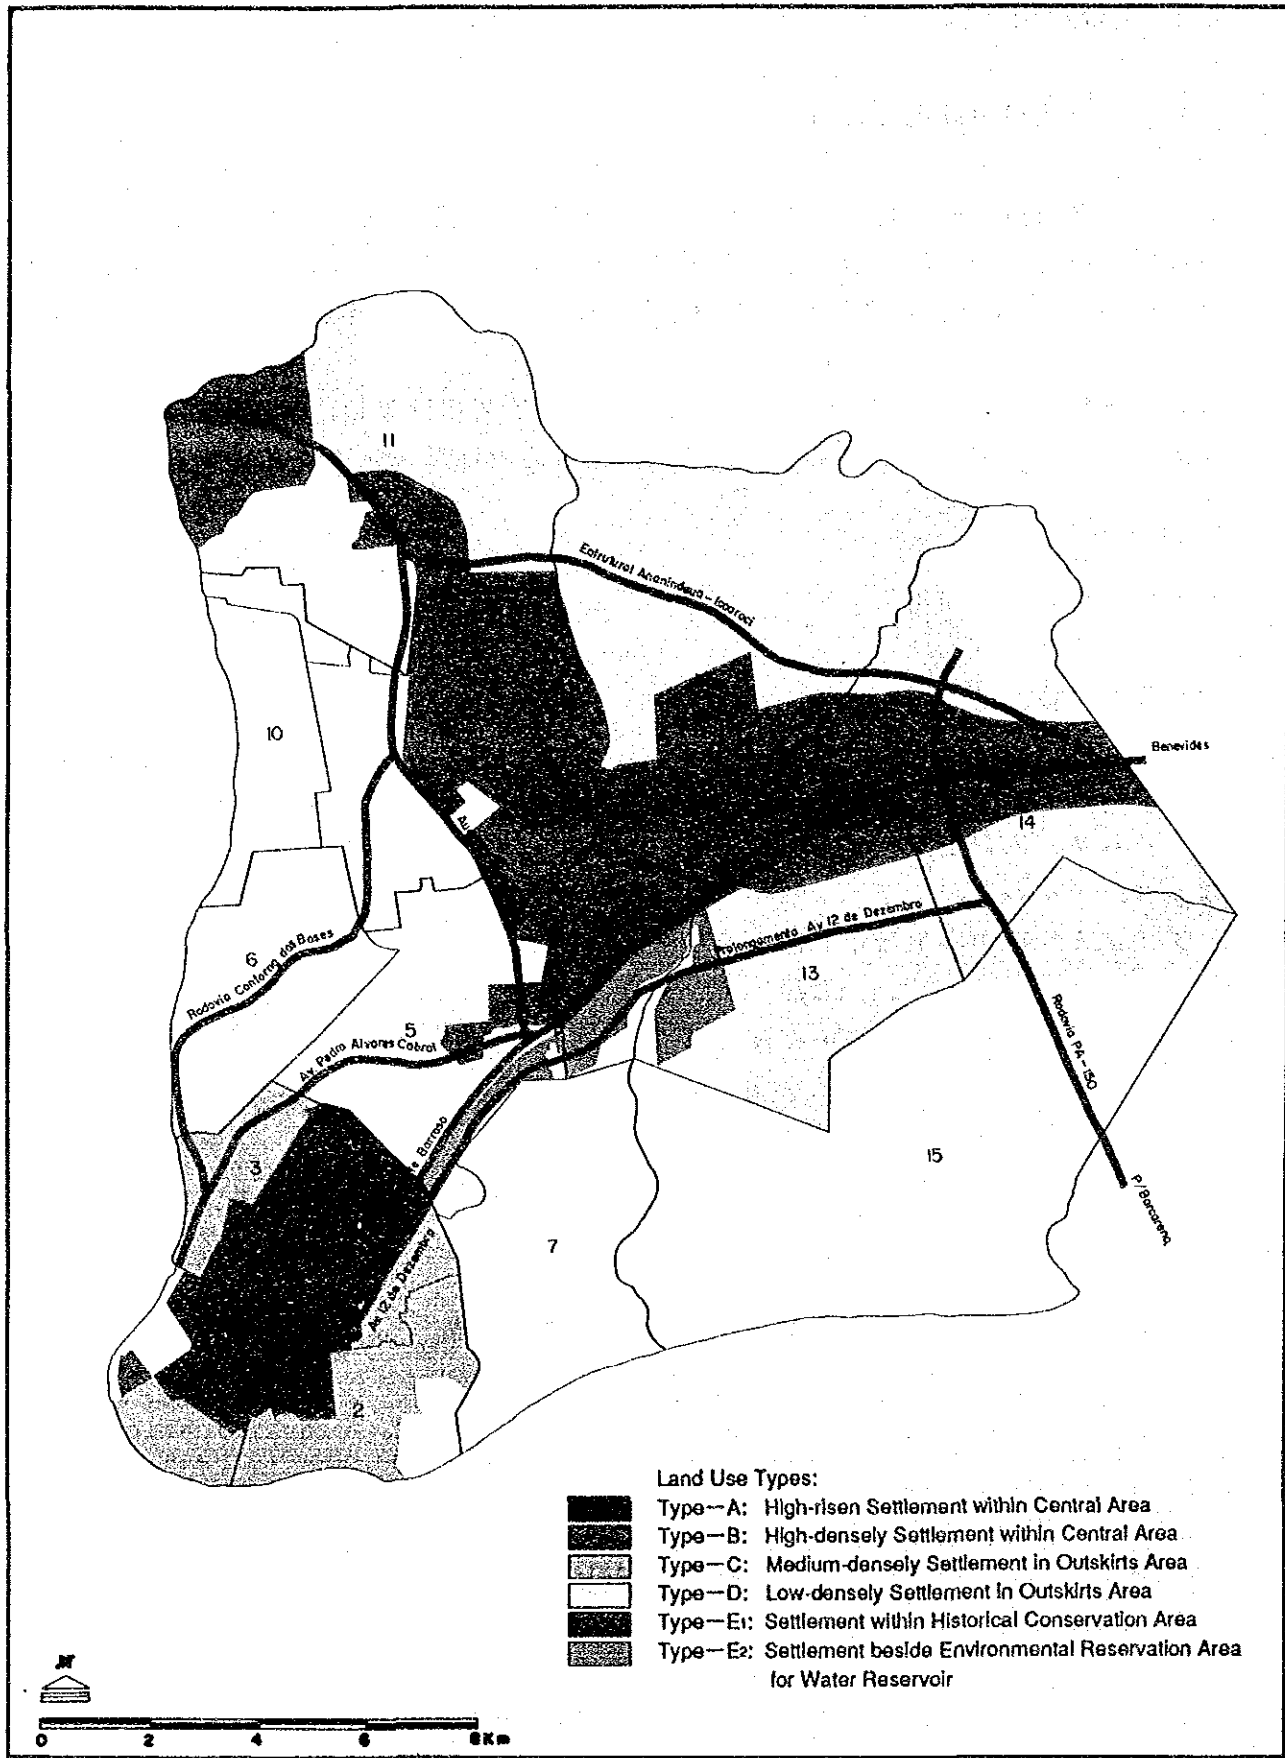 11
Estrutural Ananindeua - Icoaraci
10
Benevides
Av
14
Prolongamento Av 12 de Dezembro
6
Rodovia Contorno das Bases
13
5
Av. Pedro Alvares Cabral
Rodovia PA-150
Barroso
3
15
P/Barcarena
7
Av 12 de Dezembro
2
Land Use Types:
Type—A: High-risen Settlement within Central Area
Type—B: High-densely Settlement within Central Area
Type—C: Medium-densely Settlement in Outskirts Area
Type—D: Low-densely Settlement in Outskirts Area
Type—E1: Settlement within Historical Conservation Area
Type—E2: Settlement beside Environmental Reservation Area
for Water Reservoir
0 2 4 6 8Km